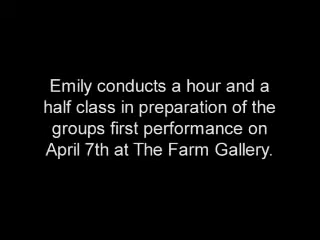 Emily conducts a hour and a
half class in preparation of the
groups first performance on
April 7th at The Farm Gallery.